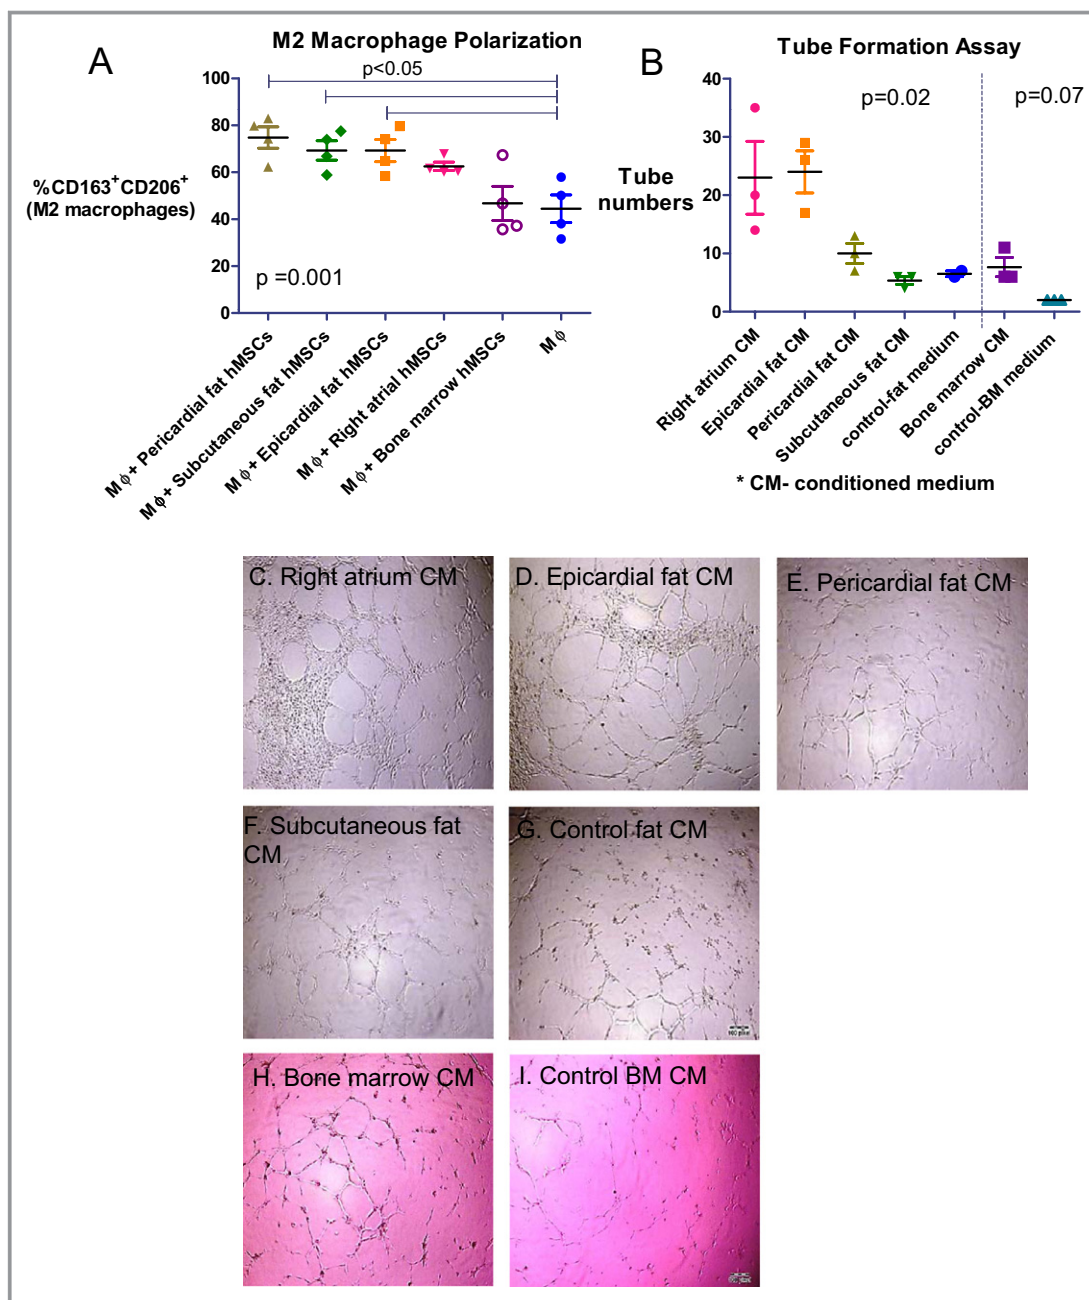 A
M2 Macrophage Polarization
p<0.05
100
80
60
40
20
0
%CD163+CD206+
(M2 macrophages)
p =0.001
Mϕ+ Pericardial fat hMSCs
Mϕ+ Subcutaneous fat hMSCs
Mϕ+ Epicardial fat hMSCs
Mϕ+ Right atrial hMSCs
Mϕ+ Bone marrow hMSCs
Mϕ
B
Tube Formation Assay
40
30
20
10
0
Tube
numbers
p=0.02
p=0.07
Right atrium CM
Epicardial fat CM
Pericardial fat CM
Subcutaneous fat CM
control-fat medium
Bone marrow CM
control-BM medium
* CM- conditioned medium
C. Right atrium CM
D. Epicardial fat CM
E. Pericardial fat CM
F. Subcutaneous fat
CM
G. Control fat CM
H. Bone marrow CM
I. Control BM CM